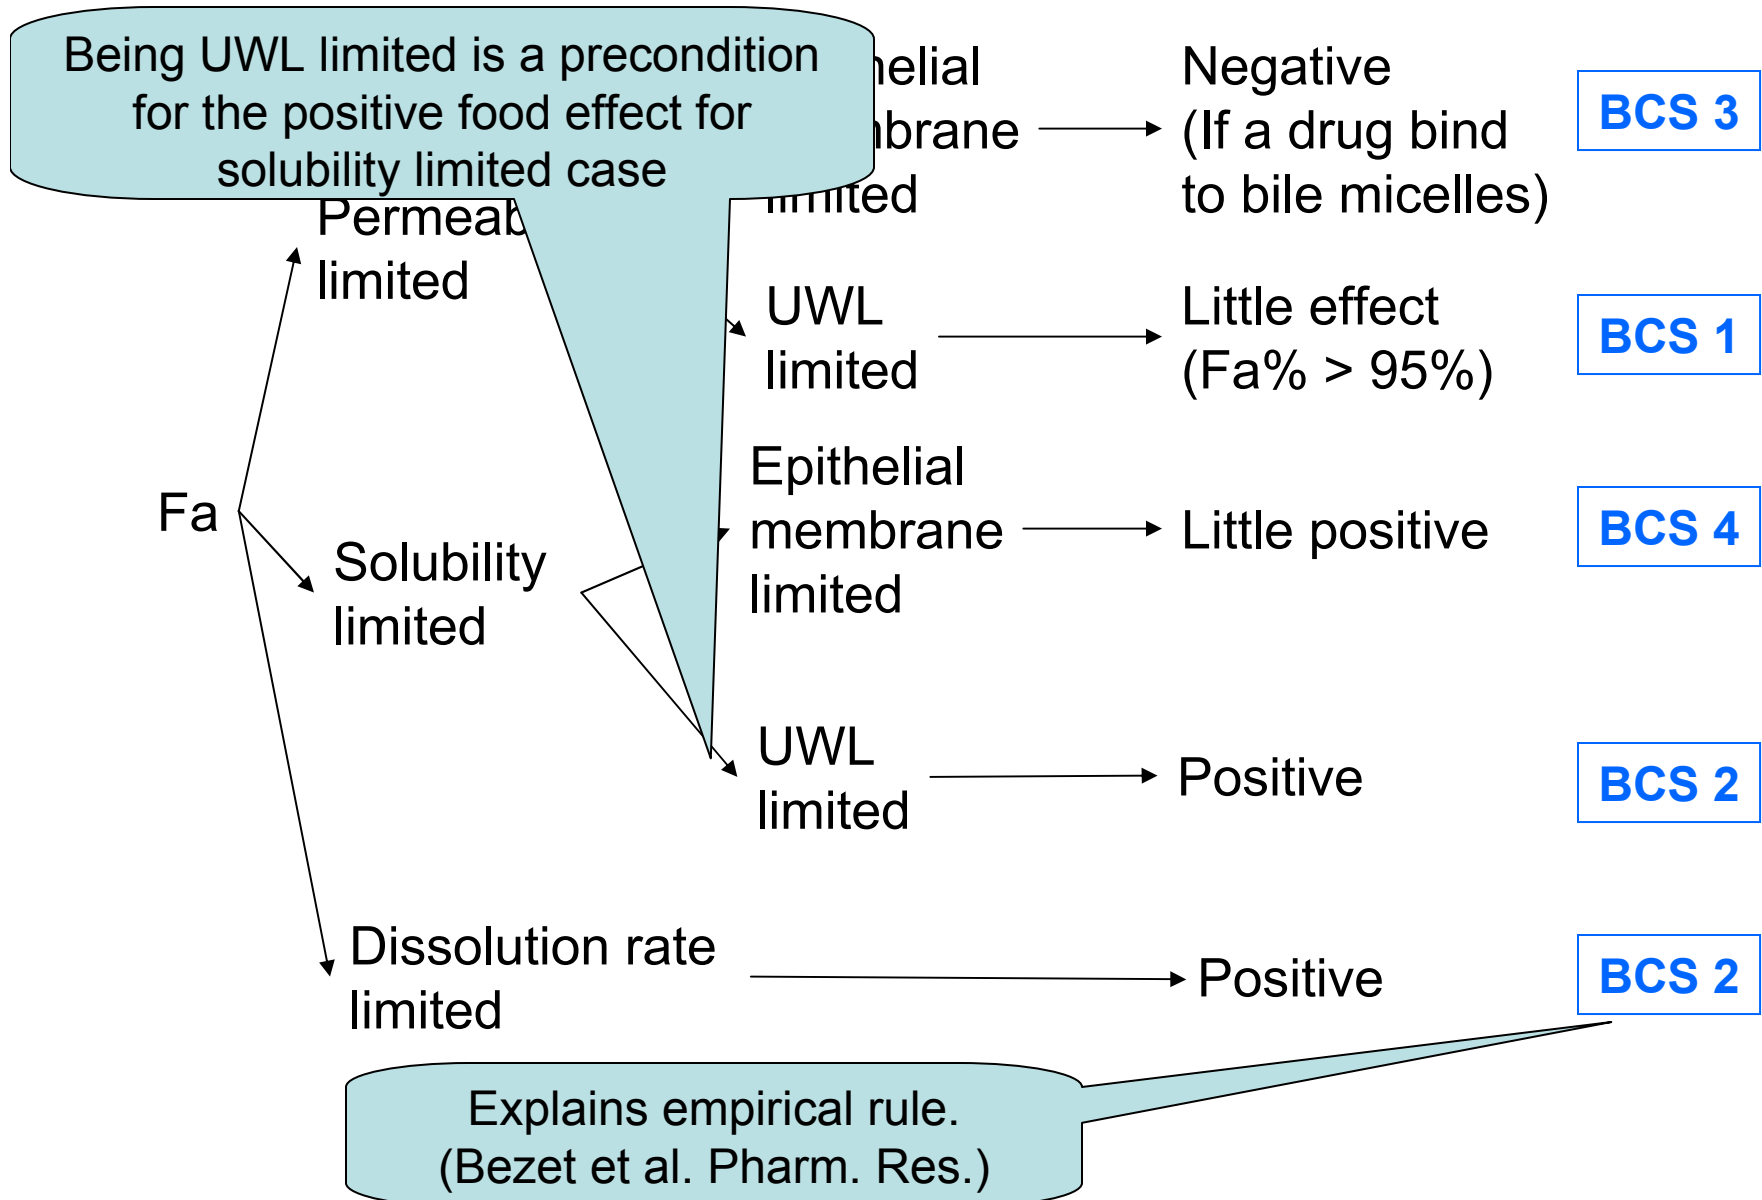 Being UWL limited is a precondition
for the positive food effect for
solubility limited case
helial
mbrane
limited
Negative
(If a drug bind
to bile micelles)
BCS 3
Permeab
limited
UWL
limited
Little effect
(Fa% > 95%)
BCS 1
Fa
Solubility
limited
Epithelial
membrane
limited
Little positive
BCS 4
UWL
limited
Positive
BCS 2
Dissolution rate
limited
Positive
BCS 2
Explains empirical rule.
(Bezet et al. Pharm. Res.)